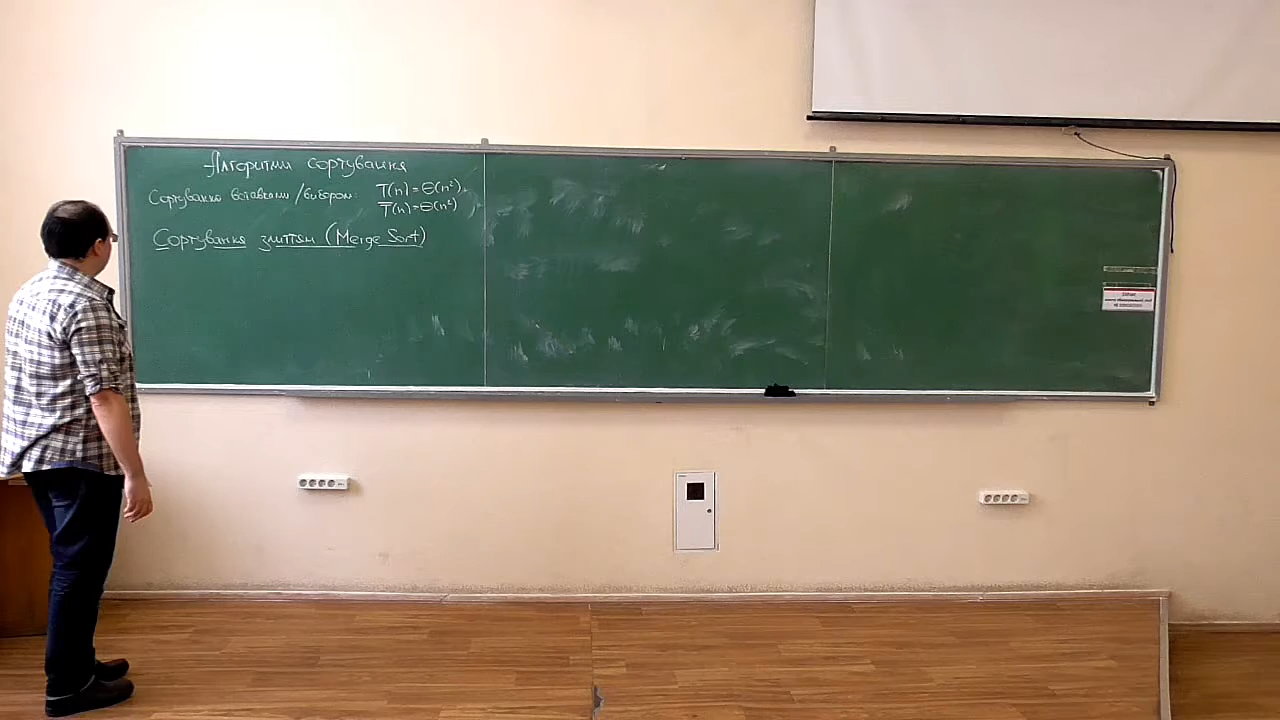 Алгоритми сортування
Сортування вставками/вибором: T(n) = Θ(n²),
T̅(n) = Θ(n²)
Сортування злиттям (Merge Sort)